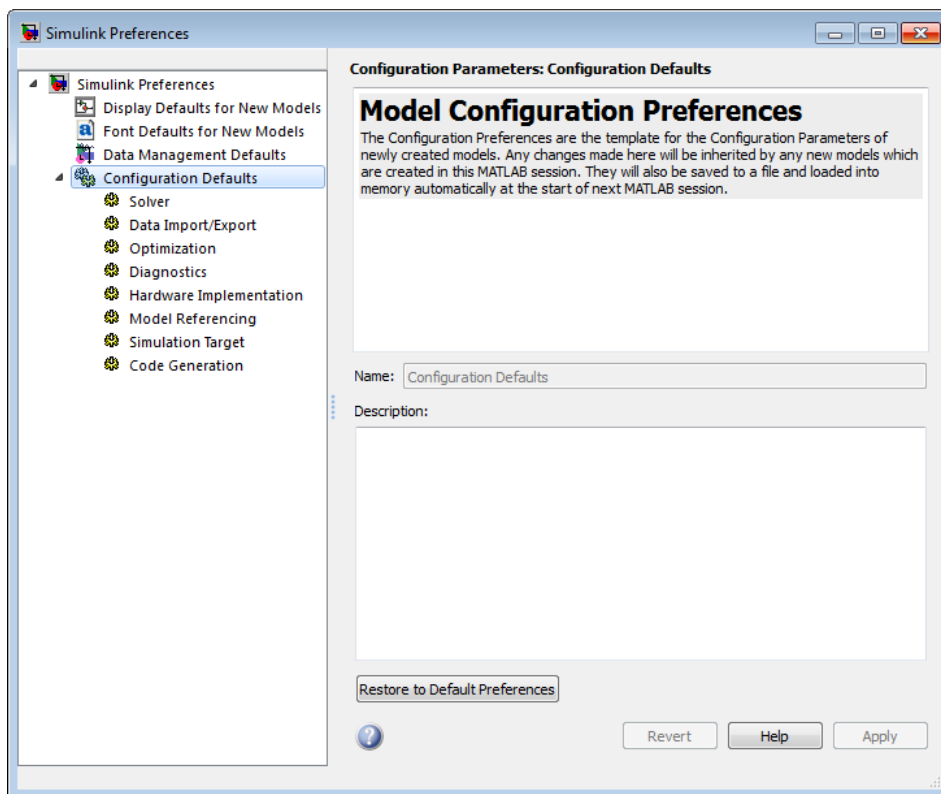 Simulink Preferences
Simulink Preferences
Display Defaults for New Models
Font Defaults for New Models
Data Management Defaults
Configuration Defaults
Solver
Data Import/Export
Optimization
Diagnostics
Hardware Implementation
Model Referencing
Simulation Target
Code Generation
Configuration Parameters: Configuration Defaults
Model Configuration Preferences
The Configuration Preferences are the template for the Configuration Parameters of
newly created models. Any changes made here will be inherited by any new models which
are created in this MATLAB session. They will also be saved to a file and loaded into
memory automatically at the start of next MATLAB session.
Name: Configuration Defaults
Description:
Restore to Default Preferences
Revert Help Apply